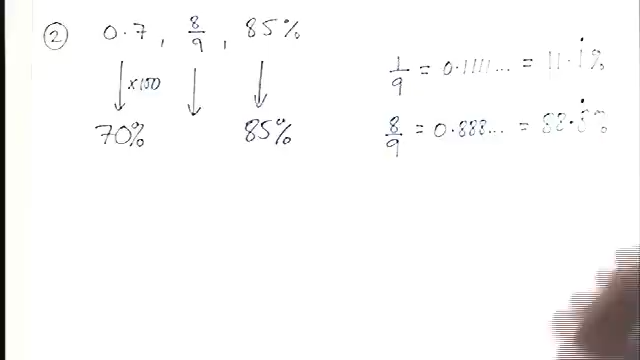 ② 0.7, 8/9, 85%
×100
70% 85%
1/9 = 0.1111... = 11.1̇%
8/9 = 0.888... = 88.8̇%